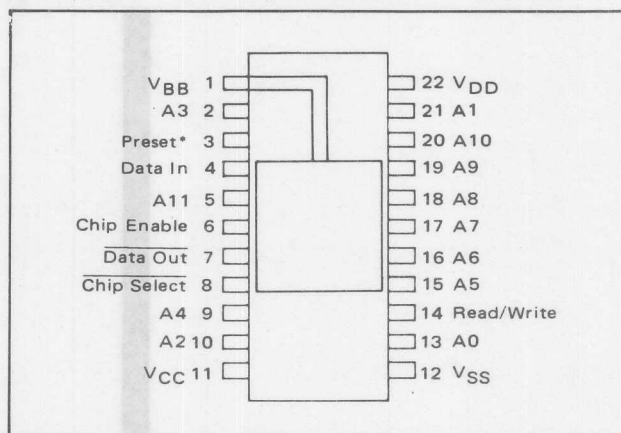 VBB 1
A3 2
Preset* 3
Data In 4
A11 5
Chip Enable 6
Data Out 7
Chip Select 8
A4 9
A2 10
VCC 11
22 VDD
21 A1
20 A10
19 A9
18 A8
17 A7
16 A6
15 A5
14 Read/Write
13 A0
12 VSS